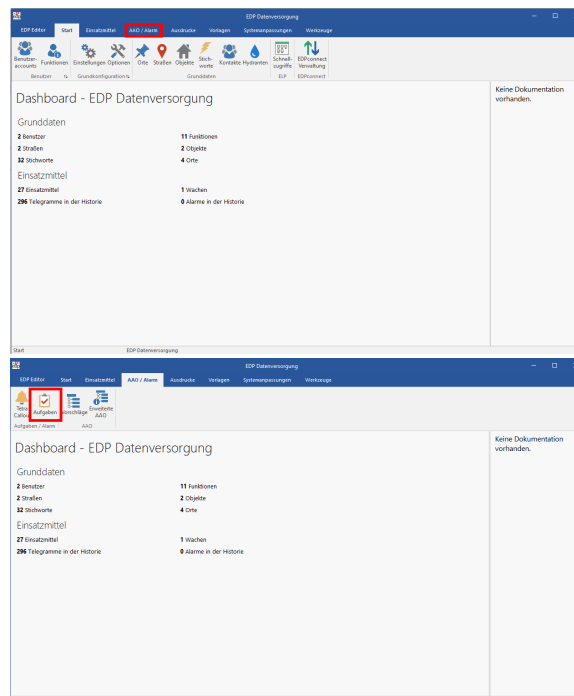 EDP Datenversorgung
EDP Editor Start Einsatzmittel AAO / Alarm Ausdrucke Vorlagen Systemanpassungen Werkzeuge
Benutzer-accounts Funktionen Einstellungen Optionen Orte Straßen Objekte Stich-worte Kontakte Hydranten Schnell-zugriffe EDPconnect Verwaltung
Benutzer Grundkonfiguration Grunddaten ELP EDPconnect
Dashboard - EDP Datenversorgung
Keine Dokumentation
vorhanden.
Grunddaten
2 Benutzer 11 Funktionen
2 Straßen 2 Objekte
32 Stichworte 4 Orte
Einsatzmittel
27 Einsatzmittel 1 Wachen
296 Telegramme in der Historie 0 Alarme in der Historie
Start EDP Datenversorgung
EDP Datenversorgung
EDP Editor Start Einsatzmittel AAO / Alarm Ausdrucke Vorlagen Systemanpassungen Werkzeuge
Tetra Callout Aufgaben Vorschläge Erweiterte AAO
Aufgaben / Alarm AAO
Dashboard - EDP Datenversorgung
Keine Dokumentation
vorhanden.
Grunddaten
2 Benutzer 11 Funktionen
2 Straßen 2 Objekte
32 Stichworte 4 Orte
Einsatzmittel
27 Einsatzmittel 1 Wachen
296 Telegramme in der Historie 0 Alarme in der Historie